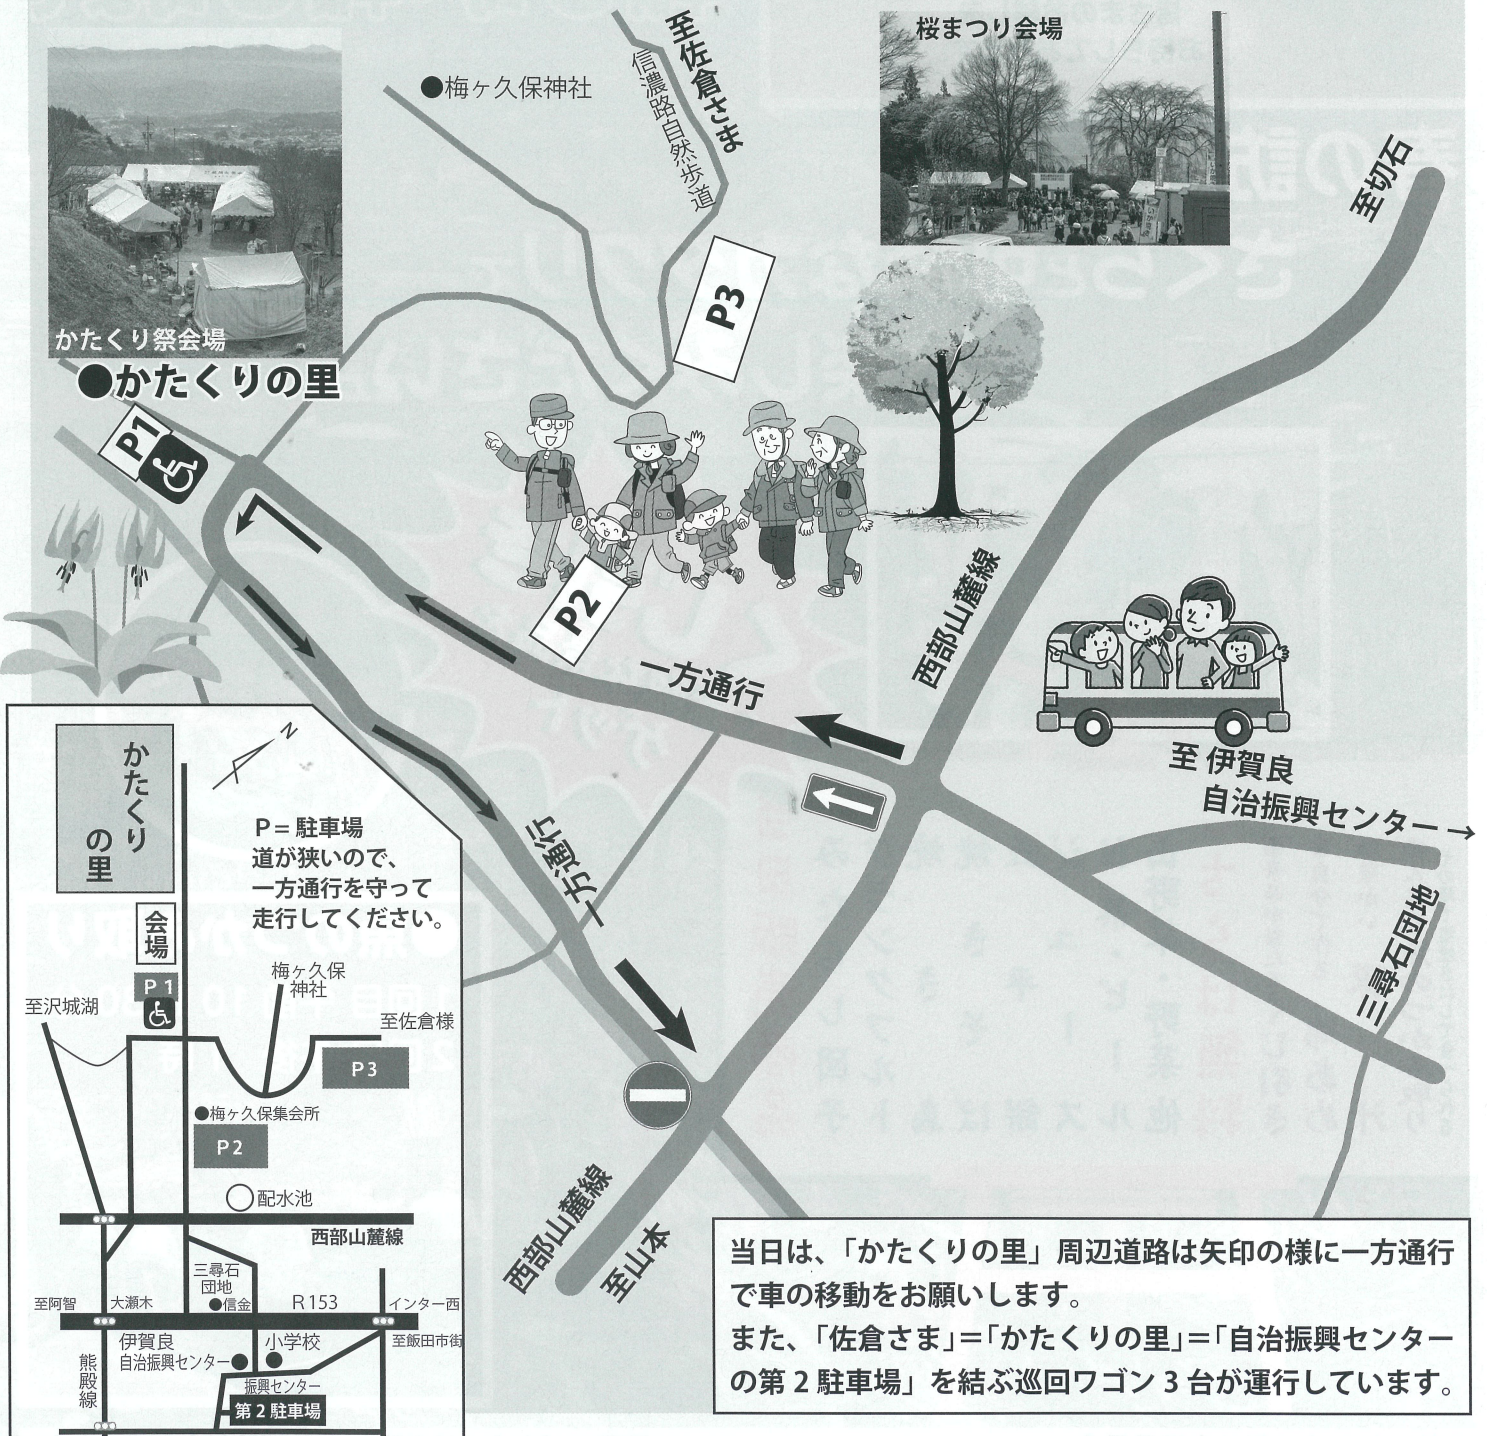 桜まつり会場
至佐倉さま
信濃路自然歩道
●梅ヶ久保神社
至切石
P3
かたくり祭会場
●かたくりの里
P1
P2
西部山麓線
一方通行
至 伊賀良
自治振興センター→
一方通行
三尋石団地
西部山麓線
至山本
かたくり
の里
N
P=駐車場
道が狭いので、
一方通行を守って
走行してください。
会場
P1
梅ヶ久保
神社
至沢城湖
至佐倉様
P3
●梅ヶ久保集会所
P2
配水池
西部山麓線
三尋石
団地
●信金
R153
至阿智
大瀬木
インター西
伊賀良
自治振興センター●
小学校
至飯田市街
熊殿線
振興センター
第2駐車場
当日は、「かたくりの里」周辺道路は矢印の様に一方通行
で車の移動をお願いします。
また、「佐倉さま」=「かたくりの里」=「自治振興センター
の第2駐車場」を結ぶ巡回ワゴン3台が運行しています。